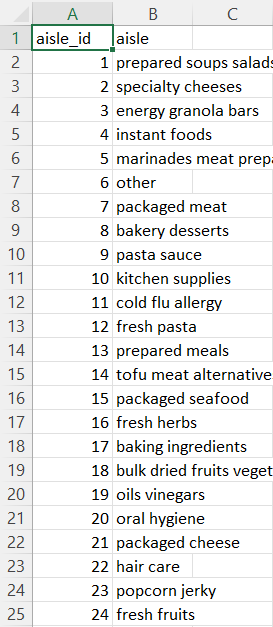 A B C
1 aisle_id aisle
2 1 prepared soups salads
3 2 specialty cheeses
4 3 energy granola bars
5 4 instant foods
6 5 marinades meat prepa
7 6 other
8 7 packaged meat
9 8 bakery desserts
10 9 pasta sauce
11 10 kitchen supplies
12 11 cold flu allergy
13 12 fresh pasta
14 13 prepared meals
15 14 tofu meat alternative
16 15 packaged seafood
17 16 fresh herbs
18 17 baking ingredients
19 18 bulk dried fruits veget
20 19 oils vinegars
21 20 oral hygiene
22 21 packaged cheese
23 22 hair care
24 23 popcorn jerky
25 24 fresh fruits